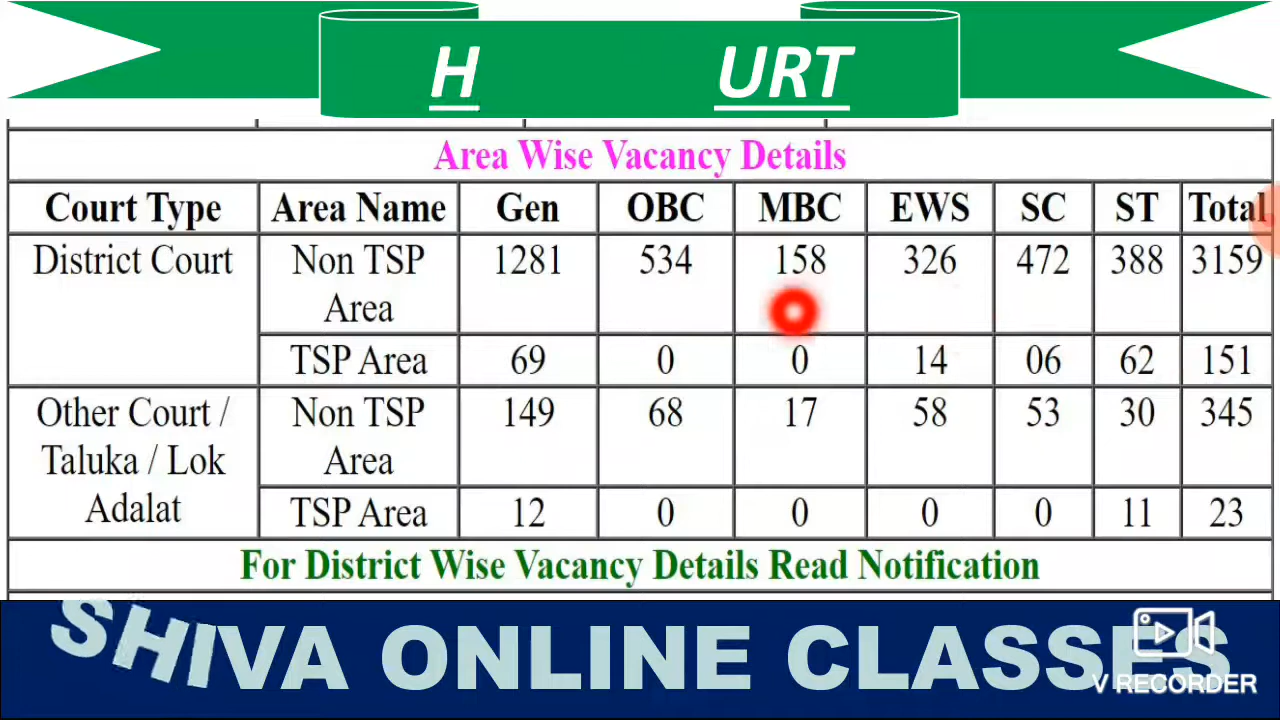 H URT
Area Wise Vacancy Details
Court Type Area Name Gen OBC MBC EWS SC ST Total
District Court Non TSP Area 1281 534 158 326 472 388 3159
TSP Area 69 0 0 14 06 62 151
Other Court / Taluka / Lok Adalat Non TSP Area 149 68 17 58 53 30 345
TSP Area 12 0 0 0 0 11 23
For District Wise Vacancy Details Read Notification
SHIVA ONLINE CLASSES
V RECORDER